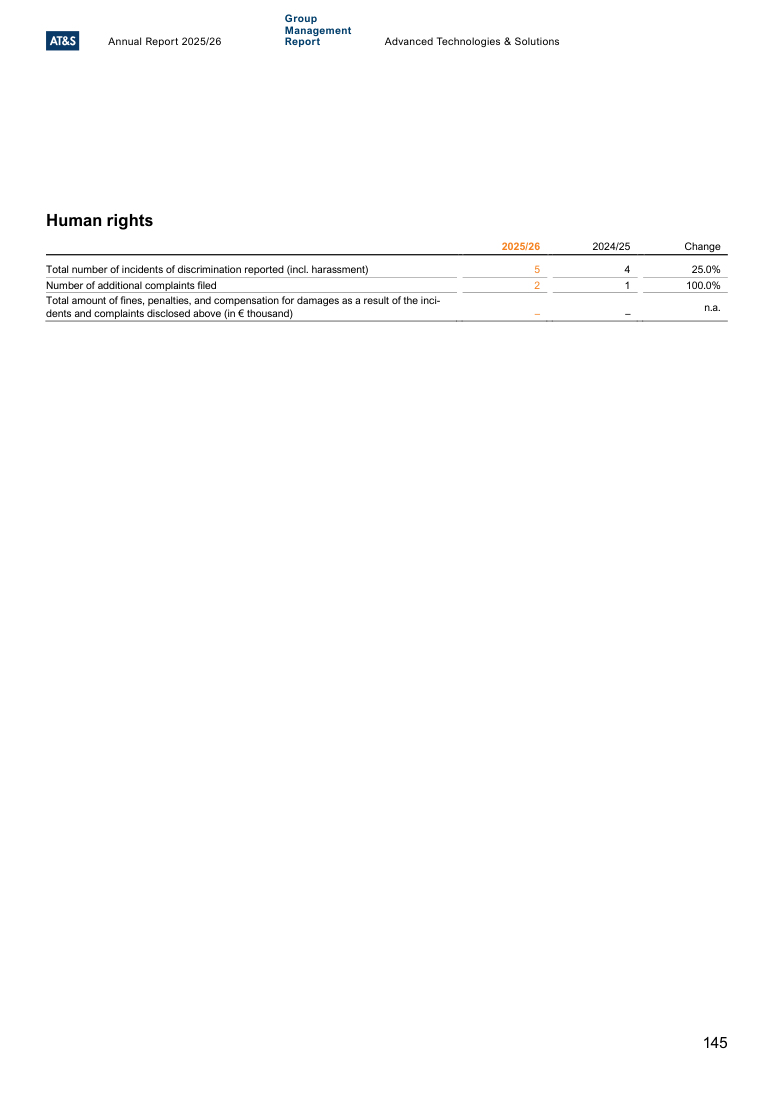 AT&S
Annual Report 2025/26
Group
Management
Report
Advanced Technologies & Solutions
Human rights
2025/26 2024/25 Change
Total number of incidents of discrimination reported (incl. harassment) 5 4 25.0%
Number of additional complaints filed 2 1 100.0%
Total amount of fines, penalties, and compensation for damages as a result of the inci-
dents and complaints disclosed above (in € thousand) – – n.a.
145